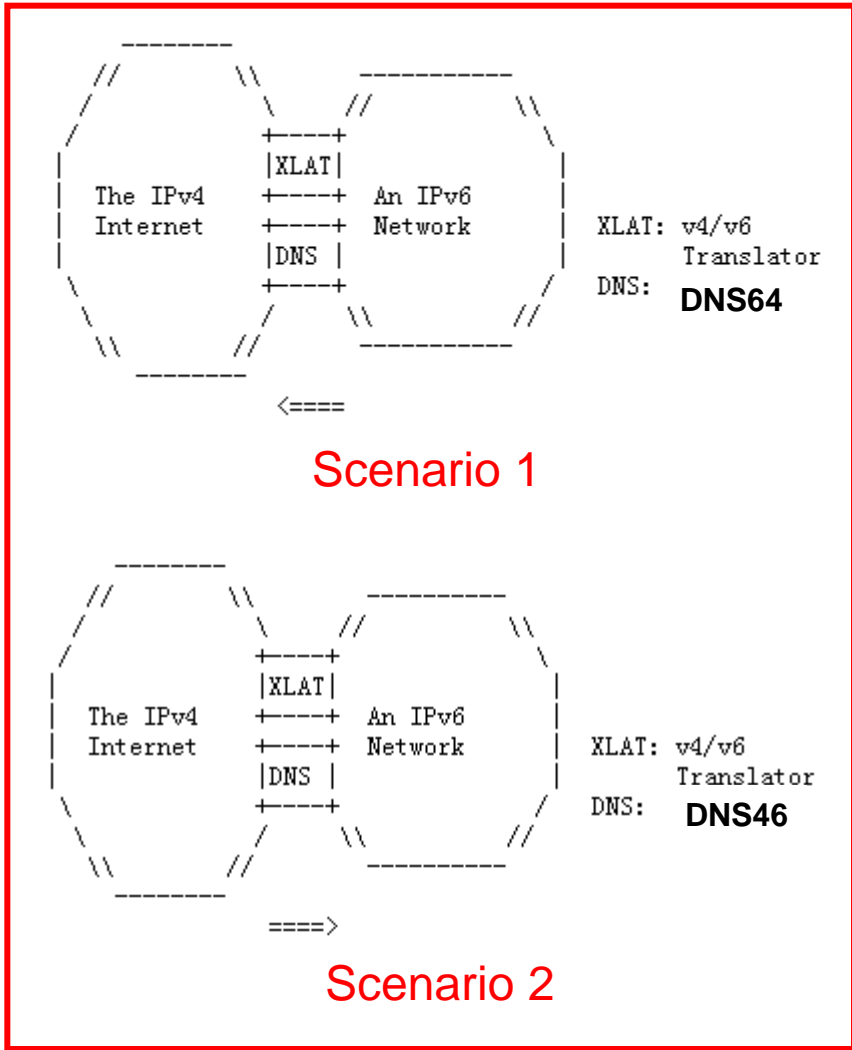 XLAT
The IPv4 An IPv6
Internet Network XLAT: v4/v6
DNS Translator
DNS: DNS64
<====
Scenario 1
XLAT
The IPv4 An IPv6
Internet Network XLAT: v4/v6
DNS Translator
DNS: DNS46
====>
Scenario 2